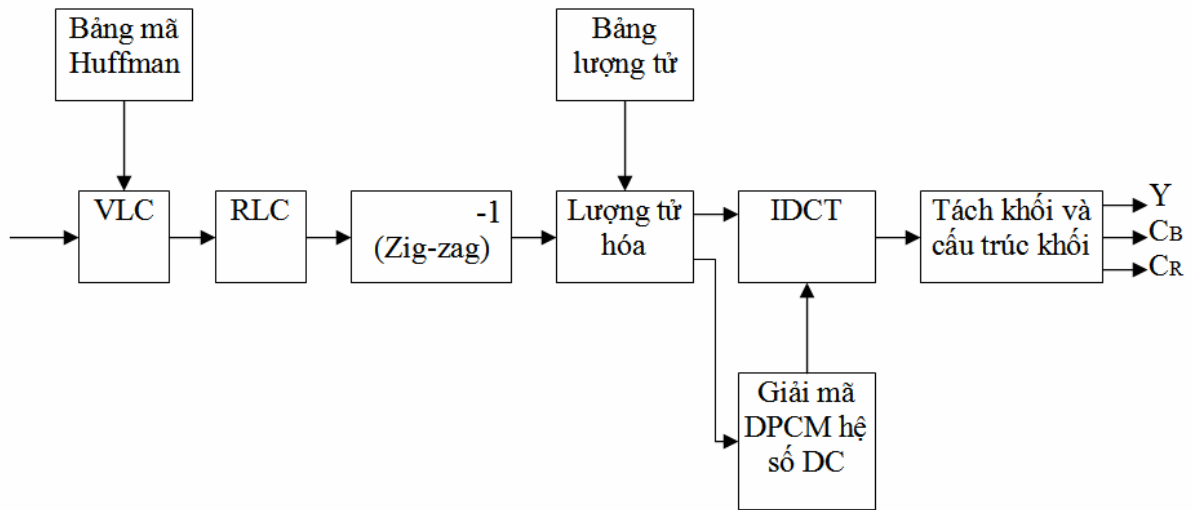 Bảng mã
Huffman
Bảng
lượng tử
VLC
RLC
-1
(Zig-zag)
Lượng tử
hóa
IDCT
Tách khối và
cấu trúc khối
Y
CB
CR
Giải mã
DPCM hệ
số DC